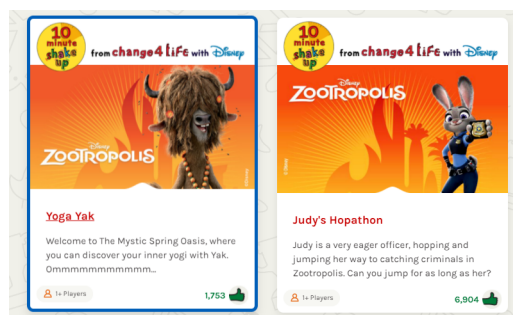 10
minute
shake
up
from change4LiFE with Disney
Disney
ZOOTROPOLIS
© Disney
Yoga Yak
Welcome to The Mystic Spring Oasis, where
you can discover your inner yogi with Yak.
Ommmmmmmmmmm...
1+ Players
1,753
10
minute
shake
up
from change4LiFE with Disney
Disney
ZOOTROPOLIS
© Disney
Judy's Hopathon
Judy is a very eager officer, hopping and
jumping her way to catching criminals in
Zootropolis. Can you jump for as long as her?
1+ Players
6,904